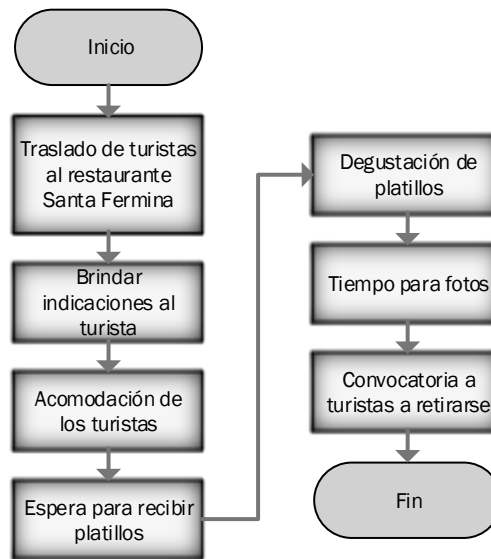 Inicio
Traslado de turistas
al restaurante
Santa Fermina
Brindar
indicaciones al
turista
Acomodación de
los turistas
Espera para recibir
platillos
Degustación de
platillos
Tiempo para fotos
Convocatoria a
turistas a retirarse
Fin